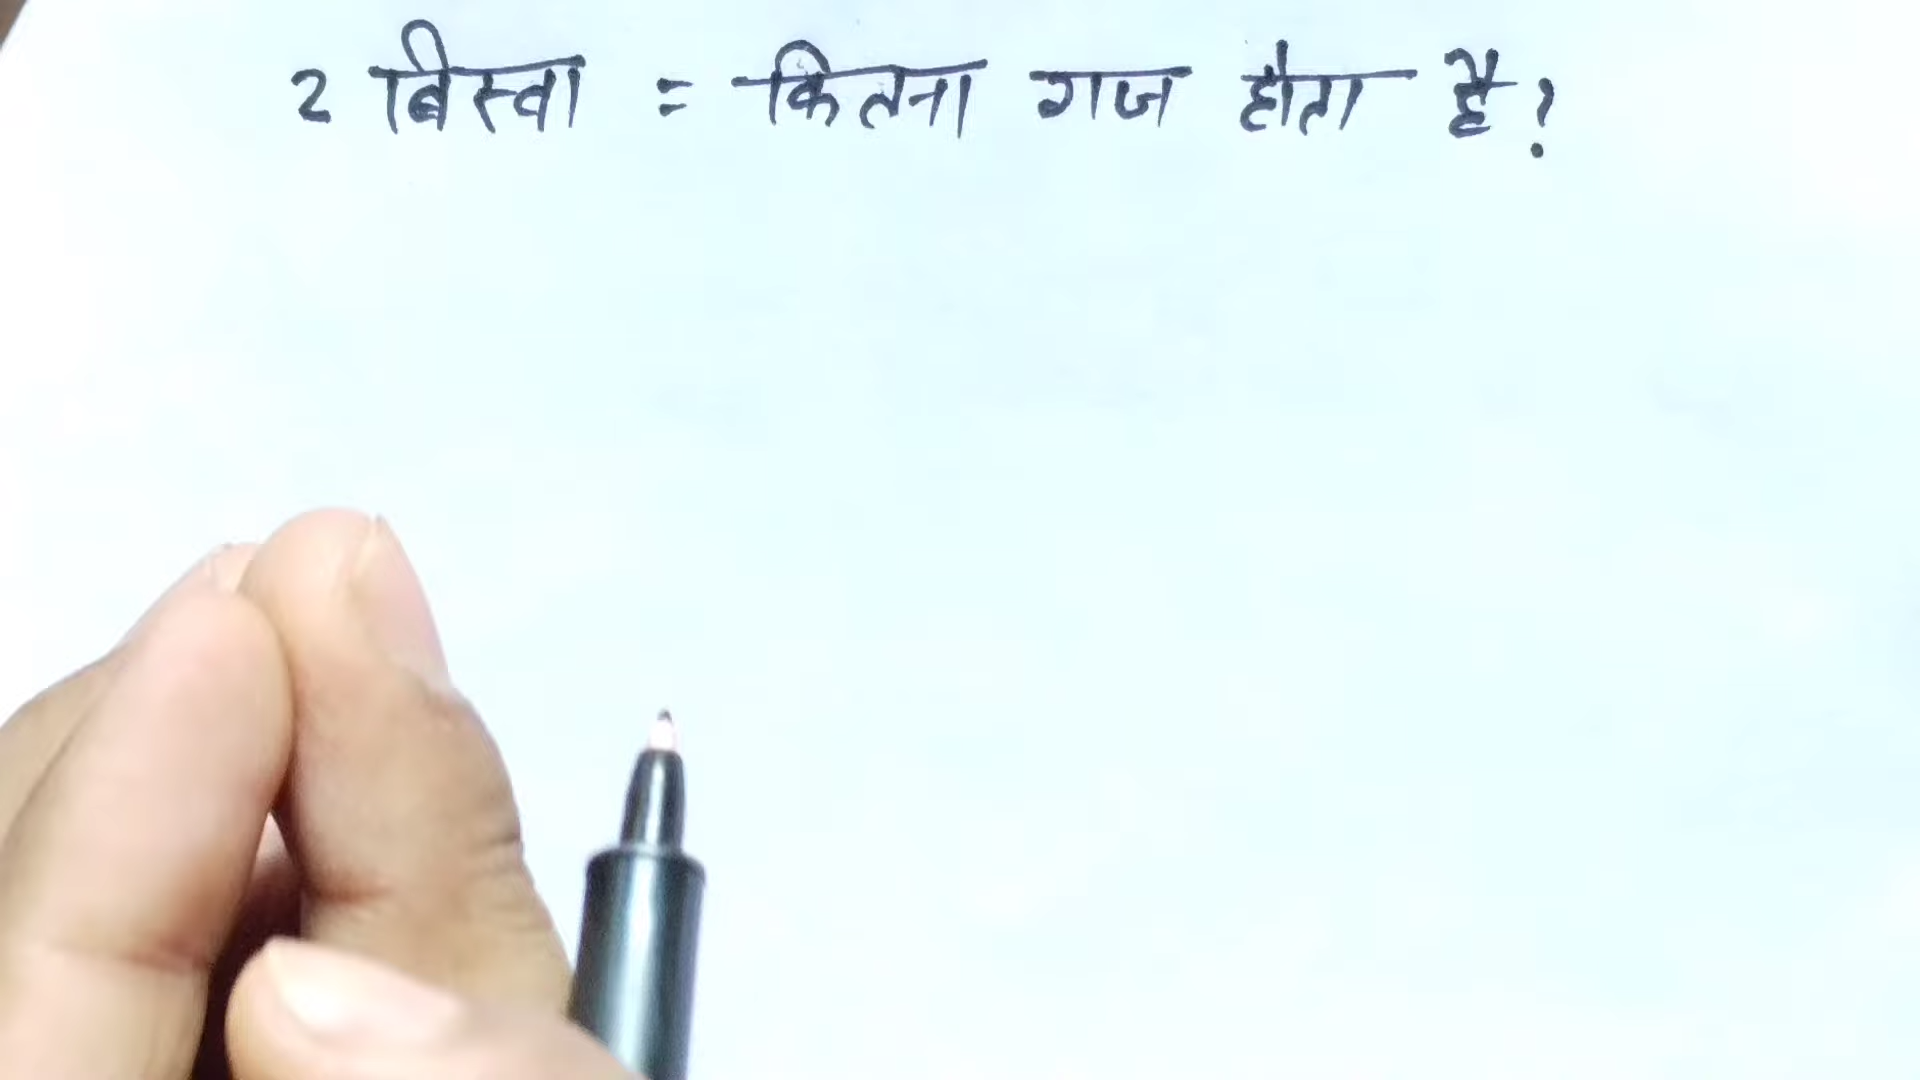 2 बिस्वा = कितना गज होता है?